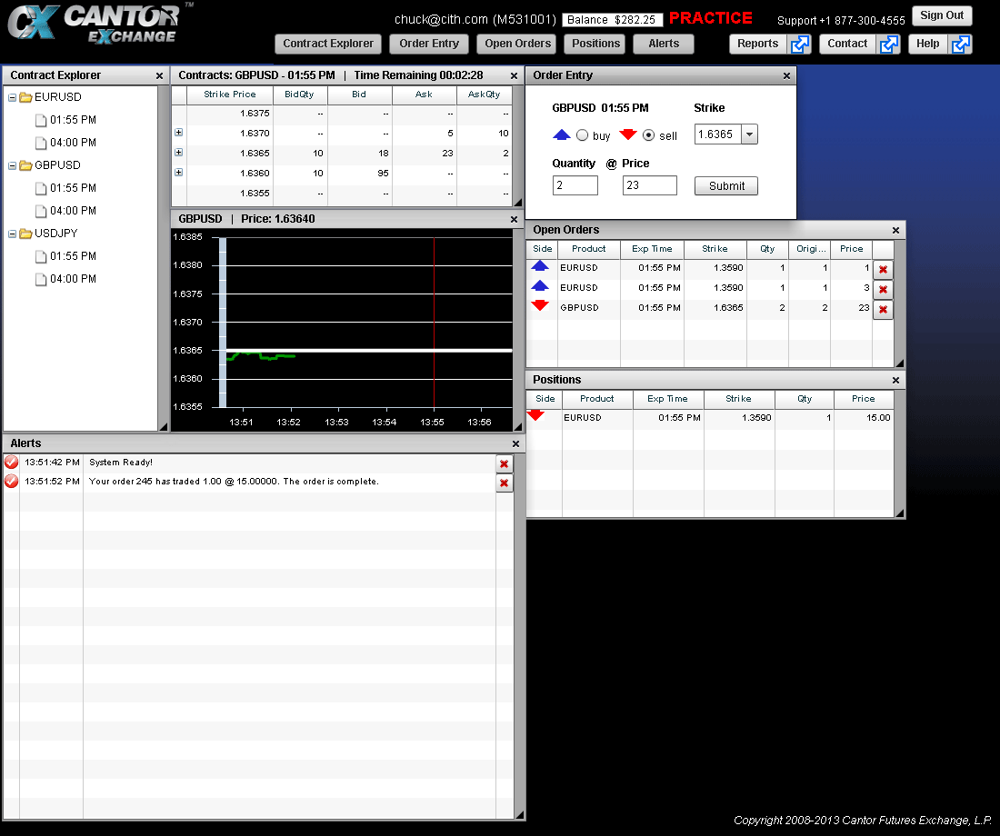 CX CANTOR EXCHANGE ™
chuck@cith.com (M531001) Balance $282.25 PRACTICE Support +1 877-300-4555 Sign Out
Contract Explorer Order Entry Open Orders Positions Alerts Reports Contact Help
Contract Explorer
EURUSD
01:55 PM
04:00 PM
GBPUSD
01:55 PM
04:00 PM
USDJPY
01:55 PM
04:00 PM
Contracts: GBPUSD - 01:55 PM | Time Remaining 00:02:28
Strike Price BidQty Bid Ask AskQty
1.6375 -- -- -- --
1.6370 -- -- 5 10
1.6365 10 18 23 2
1.6360 10 95 -- --
1.6355 -- -- -- --
GBPUSD | Price: 1.63640
1.6385
1.6380
1.6375
1.6370
1.6365
1.6360
1.6355
13:51 13:52 13:53 13:54 13:55 13:56
Order Entry
GBPUSD 01:55 PM Strike
buy sell 1.6365
Quantity @ Price
2 23 Submit
Open Orders
Side Product Exp Time Strike Qty Origi... Price
EURUSD 01:55 PM 1.3590 1 1 1
EURUSD 01:55 PM 1.3590 1 1 3
GBPUSD 01:55 PM 1.6365 2 2 23
Positions
Side Product Exp Time Strike Qty Price
EURUSD 01:55 PM 1.3590 1 15.00
Alerts
13:51:42 PM System Ready!
13:51:52 PM Your order 245 has traded 1.00 @ 15.00000. The order is complete.
Copyright 2008-2013 Cantor Futures Exchange, L.P.